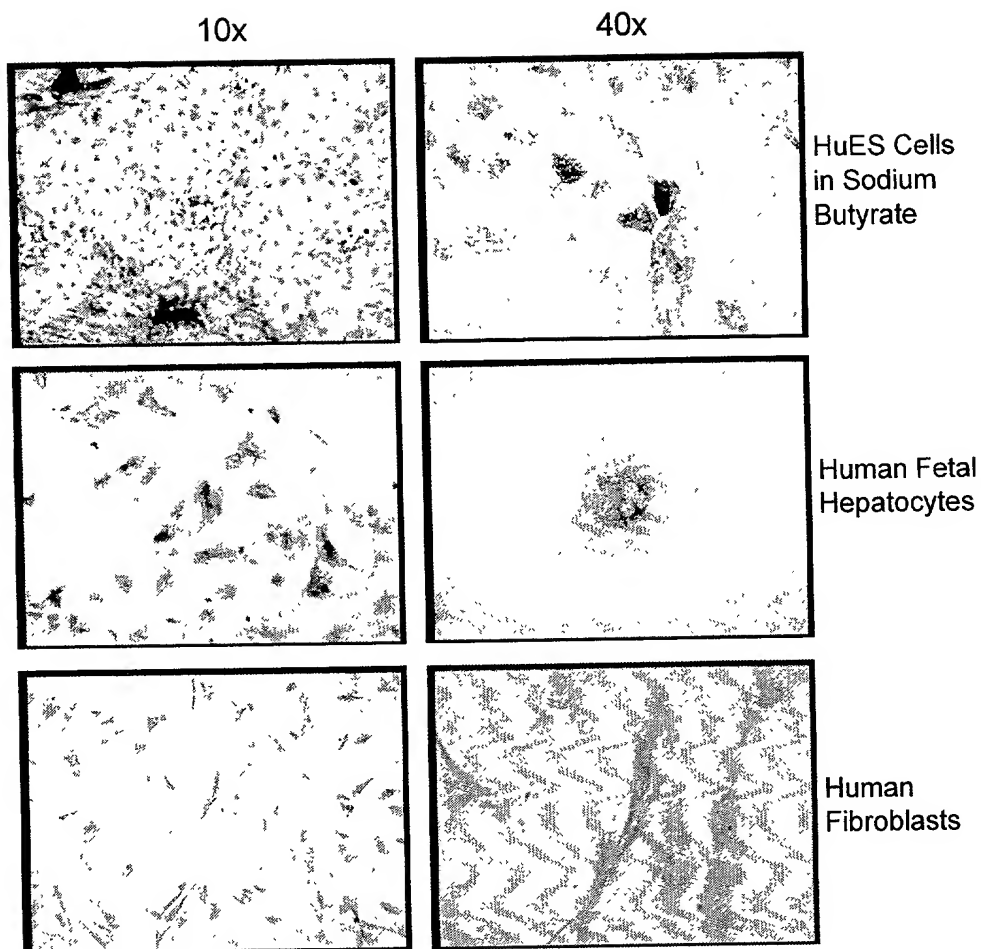 10x
40x
HuES Cells
in Sodium
Butyrate
Human Fetal
Hepatocytes
Human
Fibroblasts